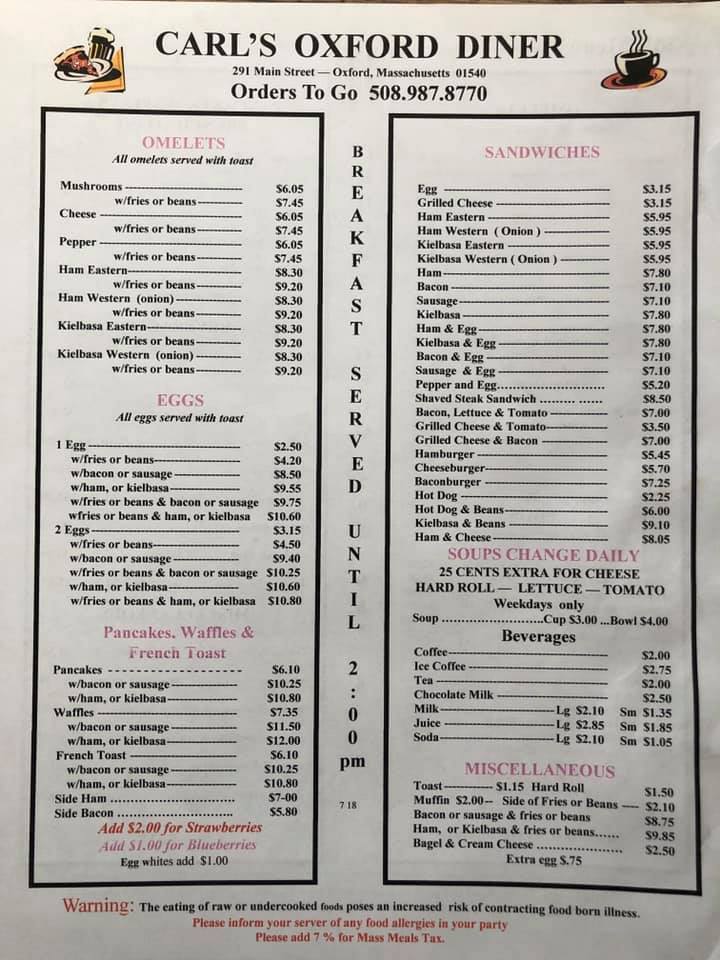 CARL'S OXFORD DINER
291 Main Street — Oxford, Massachusetts 01540
Orders To Go 508.987.8770
OMELETS
All omelets served with toast
Mushrooms ---------------------- $6.05
w/fries or beans----------- $7.45
Cheese --------------------------- $6.05
w/fries or beans----------- $7.45
Pepper --------------------------- $6.05
w/fries or beans----------- $7.45
Ham Eastern--------------------- $8.30
w/fries or beans----------- $9.20
Ham Western (onion)------------ $8.30
w/fries or beans----------- $9.20
Kielbasa Eastern----------------- $8.30
w/fries or beans----------- $9.20
Kielbasa Western (onion)-------- $8.30
w/fries or beans----------- $9.20
EGGS
All eggs served with toast
1 Egg ------------------------------ $2.50
w/fries or beans--------------- $4.20
w/bacon or sausage ------------ $8.50
w/ham, or kielbasa------------- $9.55
w/fries or beans & bacon or sausage $9.75
wfries or beans & ham, or kielbasa $10.60
2 Eggs------------------------------ $3.15
w/fries or beans--------------- $4.50
w/bacon or sausage ------------ $9.40
w/fries or beans & bacon or sausage $10.25
w/ham, or kielbasa------------- $10.60
w/fries or beans & ham, or kielbasa $10.80
Pancakes. Waffles &
French Toast
Pancakes - - - - - - - - - - - - - - - - - $6.10
w/bacon or sausage------------ $10.25
w/ham, or kielbasa------------- $10.80
Waffles --------------------------- $7.35
w/bacon or sausage------------ $11.50
w/ham, or kielbasa------------- $12.00
French Toast --------------------- $6.10
w/bacon or sausage------------ $10.25
w/ham, or kielbasa------------- $10.80
Side Ham ............................... $7-00
Side Bacon ............................. $5.80
Add $2.00 for Strawberries
Add $1.00 for Blueberries
Egg whites add $1.00
BREAKFAST SERVED UNTIL 2:00 pm
7 18
SANDWICHES
Egg -------------------------------- $3.15
Grilled Cheese --------------------- $3.15
Ham Eastern ----------------------- $5.95
Ham Western ( Onion )------------- $5.95
Kielbasa Eastern ------------------- $5.95
Kielbasa Western ( Onion ) --------- $5.95
Ham-------------------------------- $7.80
Bacon ------------------------------ $7.10
Sausage---------------------------- $7.10
Kielbasa --------------------------- $7.80
Ham & Egg------------------------- $7.80
Kielbasa & Egg -------------------- $7.80
Bacon & Egg ----------------------- $7.10
Sausage & Egg --------------------- $7.10
Pepper and Egg........................... $5.20
Shaved Steak Sandwich ......... ...... $8.50
Bacon, Lettuce & Tomato ----------- $7.00
Grilled Cheese & Tomato------------ $3.50
Grilled Cheese & Bacon ------------ $7.00
Hamburger ------------------------ $5.45
Cheeseburger---------------------- $5.70
Baconburger ---------------------- $7.25
Hot Dog --------------------------- $2.25
Hot Dog & Beans------------------- $6.00
Kielbasa & Beans ------------------ $9.10
Ham & Cheese--------------------- $8.05
SOUPS CHANGE DAILY
25 CENTS EXTRA FOR CHEESE
HARD ROLL — LETTUCE — TOMATO
Weekdays only
Soup ..........................Cup $3.00 ...Bowl $4.00
Beverages
Coffee------------------------------ $2.00
Ice Coffee -------------------------- $2.75
Tea -------------------------------- $2.00
Chocolate Milk --------------------- $2.50
Milk---------------------Lg $2.10 Sm $1.35
Juice --------------------Lg $2.85 Sm $1.85
Soda---------------------Lg $2.10 Sm $1.05
MISCELLANEOUS
Toast------------ $1.15 Hard Roll $1.50
Muffin $2.00-- Side of Fries or Beans ---- $2.10
Bacon or sausage & fries or beans $8.75
Ham, or Kielbasa & fries or beans...... $9.85
Bagel & Cream Cheese ..................... $2.50
Extra egg $.75
Warning: The eating of raw or undercooked foods poses an increased risk of contracting food born illness.
Please inform your server of any food allergies in your party
Please add 7 % for Mass Meals Tax.